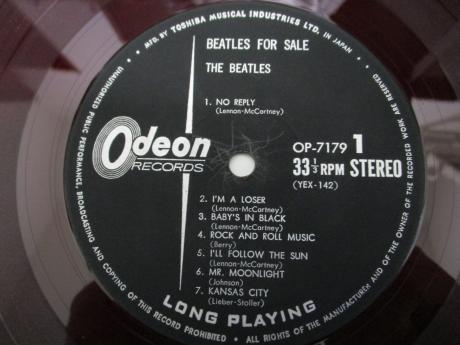 MFD. BY TOSHIBA MUSICAL INDUSTRIES LTD. IN JAPAN
BEATLES FOR SALE
THE BEATLES
1. NO REPLY
(Lennon-McCartney)
Odeon
RECORDS
OP-7179 1
33 1/3 RPM STEREO
(YEX-142)
2. I'M A LOSER
(Lennon-McCartney)
3. BABY'S IN BLACK
(Lennon-McCartney)
4. ROCK AND ROLL MUSIC
(Berry)
5. I'LL FOLLOW THE SUN
(Lennon-McCartney)
6. MR. MOONLIGHT
(Johnson)
7. KANSAS CITY
(Lieber-Stoller)
LONG PLAYING
UNAUTHORIZED PUBLIC PERFORMANCE, BROADCASTING AND COPYING OF THIS RECORD PROHIBITED • ALL RIGHTS OF THE MANUFACTURER AND OF THE OWNER OF THE RECORDED WORK ARE RESERVED